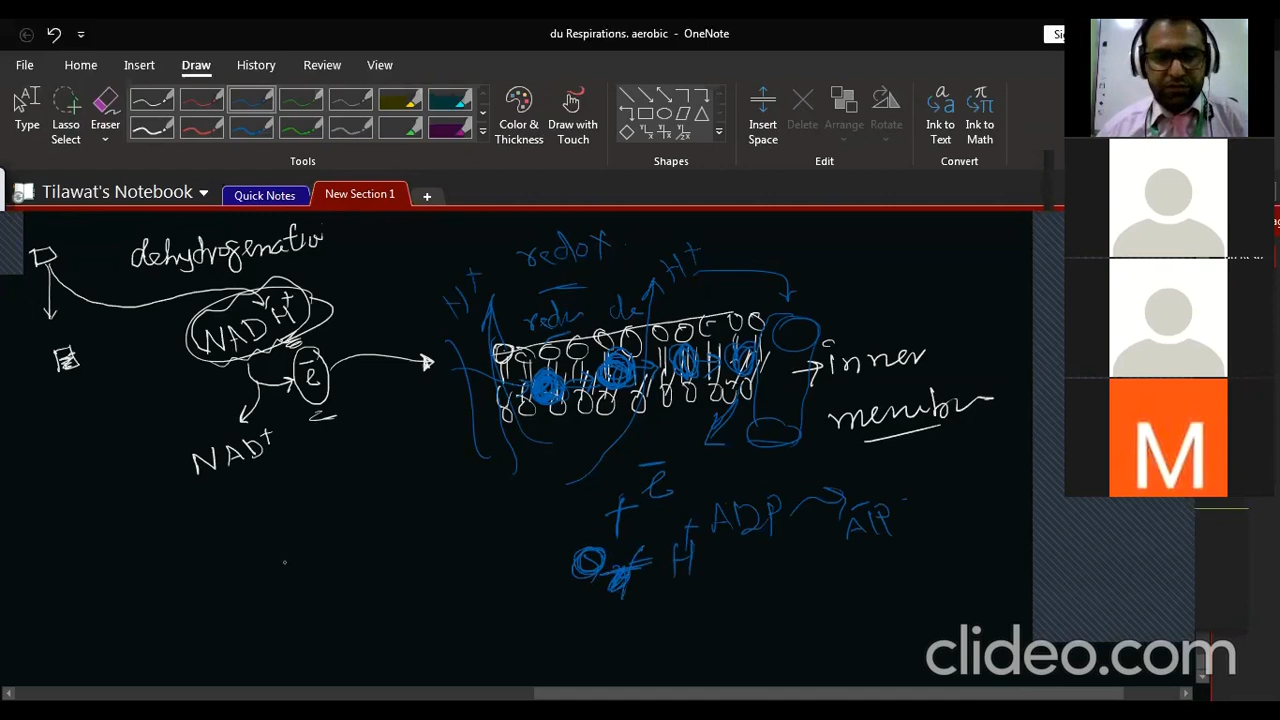 du Respirations. aerobic - OneNote
File Home Insert Draw History Review View
Type
Lasso Select
Eraser
Color & Thickness
Draw with Touch
Insert Space
Delete
Arrange
Rotate
Ink to Text
Ink to Math
Tools
Shapes
Edit
Convert
Tilawat's Notebook
Quick Notes
New Section 1
dehydrogenatio
redox
H+
H+
NADH+
e
NAD+
inner
e
+
ADP
ATP
H+
M
clideo.com